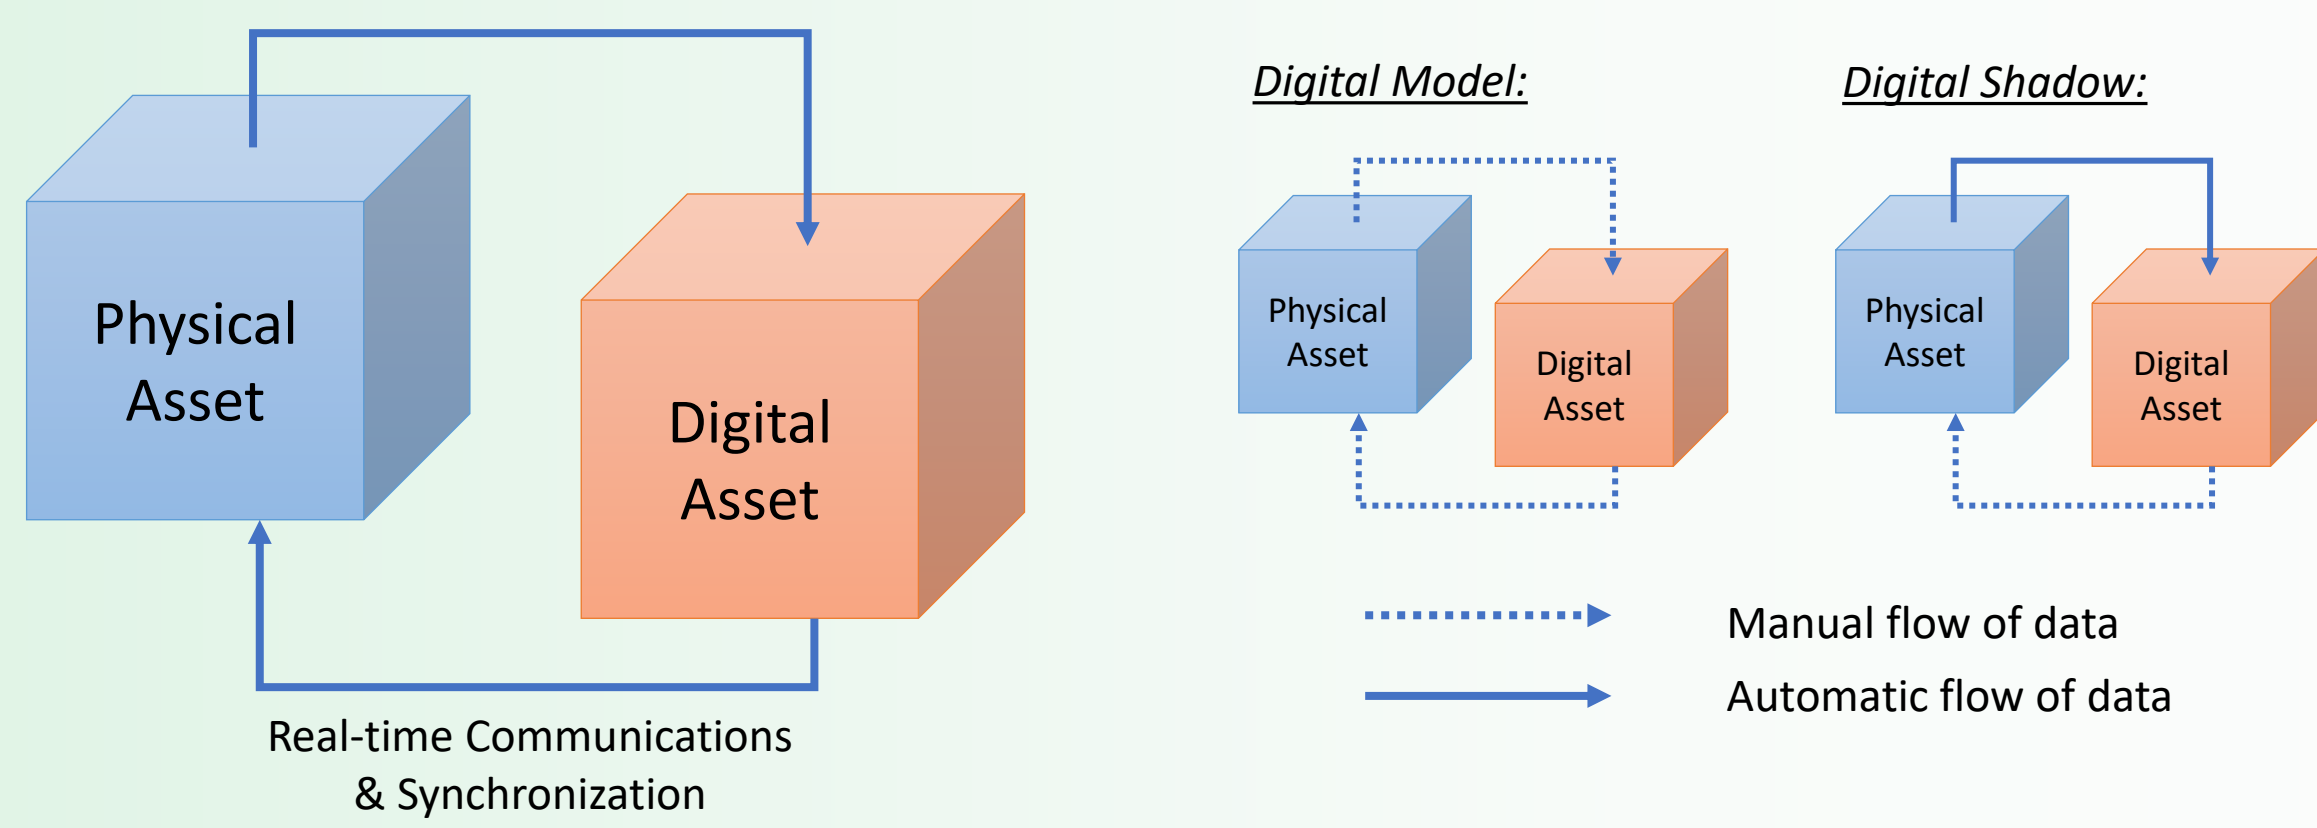 Physical
Asset
Digital
Asset
Real-time Communications
& Synchronization
Digital Model:
Physical
Asset
Digital
Asset
Digital Shadow:
Physical
Asset
Digital
Asset
Manual flow of data
Automatic flow of data